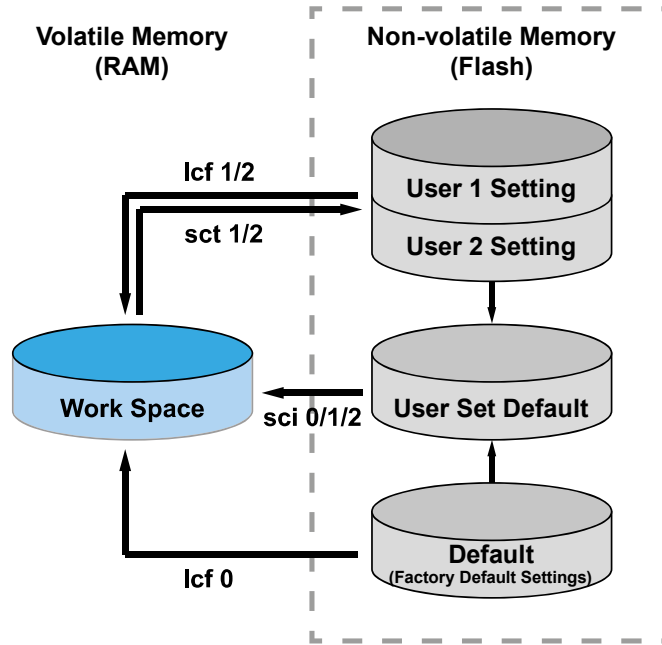 Volatile Memory
(RAM)
Non-volatile Memory
(Flash)
lcf 1/2
sct 1/2
User 1 Setting
User 2 Setting
Work Space
sci 0/1/2
User Set Default
lcf 0
Default
(Factory Default Settings)